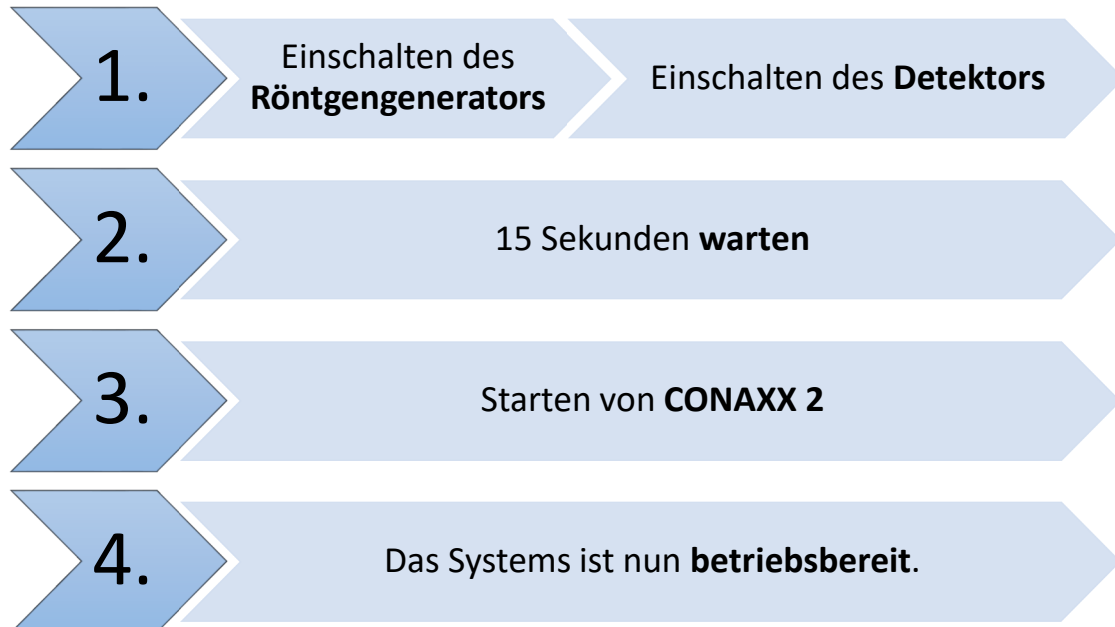 1.
Einschalten des
Röntgengenerators
Einschalten des Detektors
2.
15 Sekunden warten
3.
Starten von CONAXX 2
4.
Das Systems ist nun betriebsbereit.